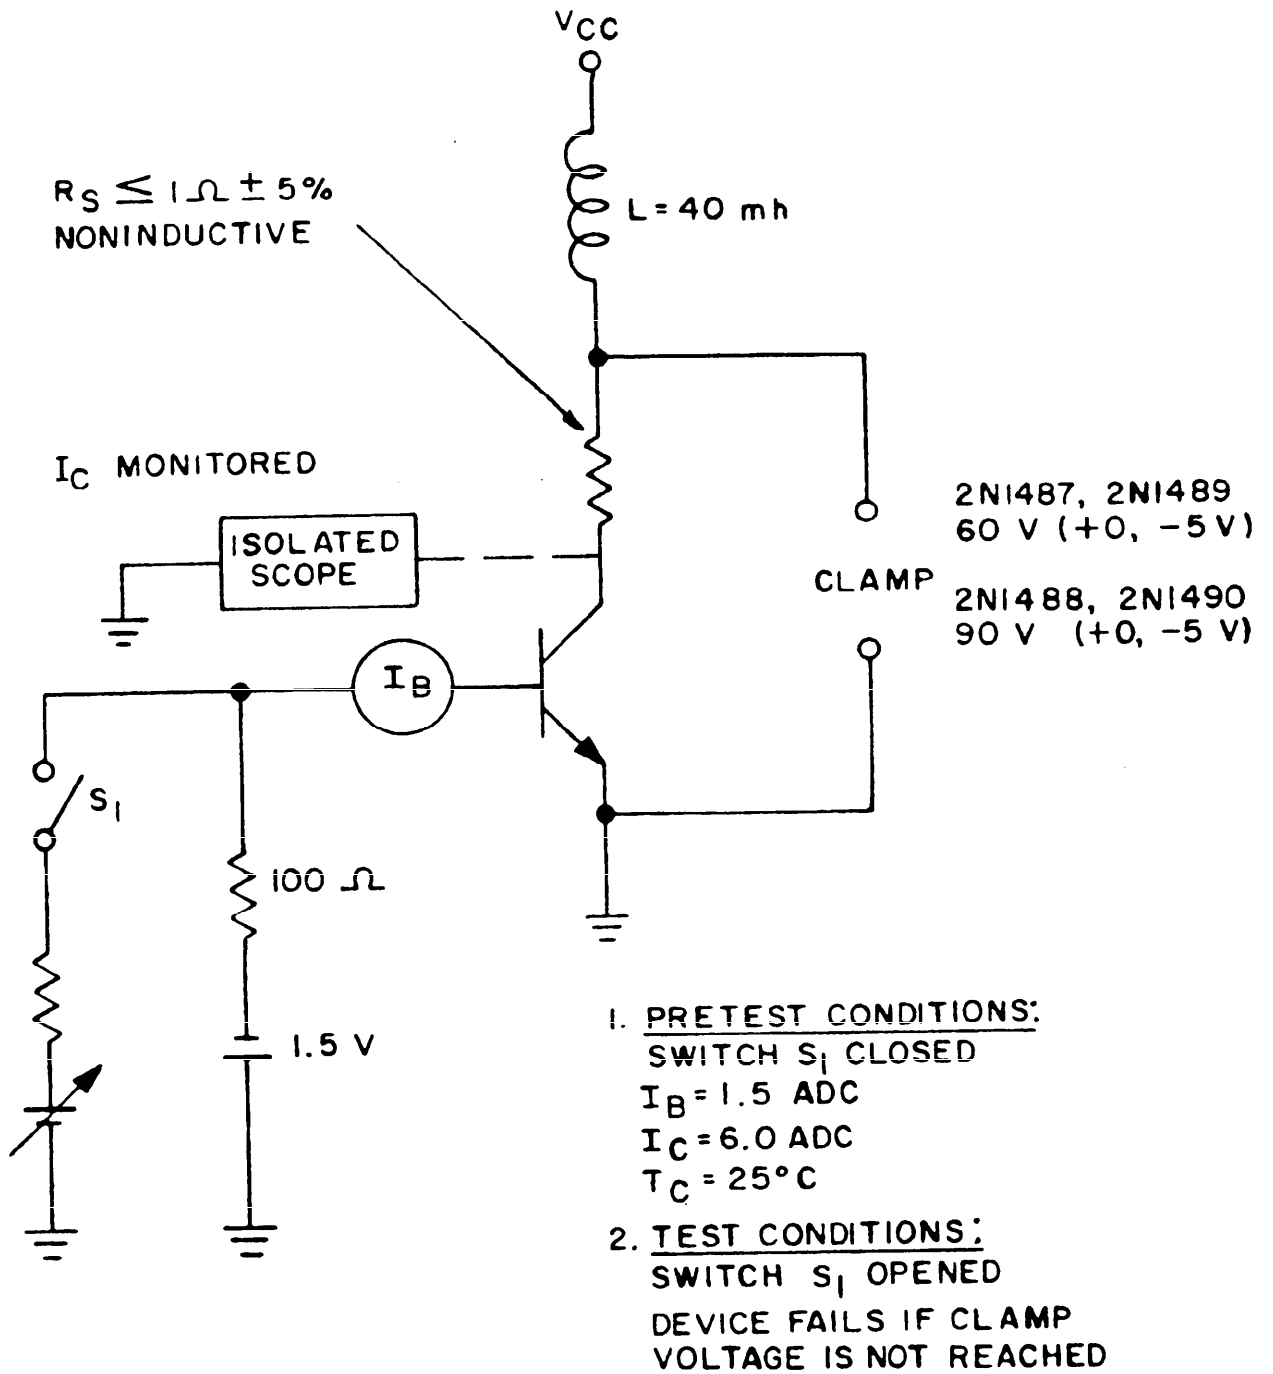 VCC
RS ≤ 1 Ω ± 5%
NONINDUCTIVE
L = 40 mh
IC MONITORED
ISOLATED
SCOPE
2N1487, 2N1489
60 V (+0, -5 V)
CLAMP
2N1488, 2N1490
90 V (+0, -5 V)
IB
S1
100 Ω
1.5 V
1. PRETEST CONDITIONS:
SWITCH S1 CLOSED
IB = 1.5 ADC
IC = 6.0 ADC
TC = 25°C
2. TEST CONDITIONS:
SWITCH S1 OPENED
DEVICE FAILS IF CLAMP
VOLTAGE IS NOT REACHED